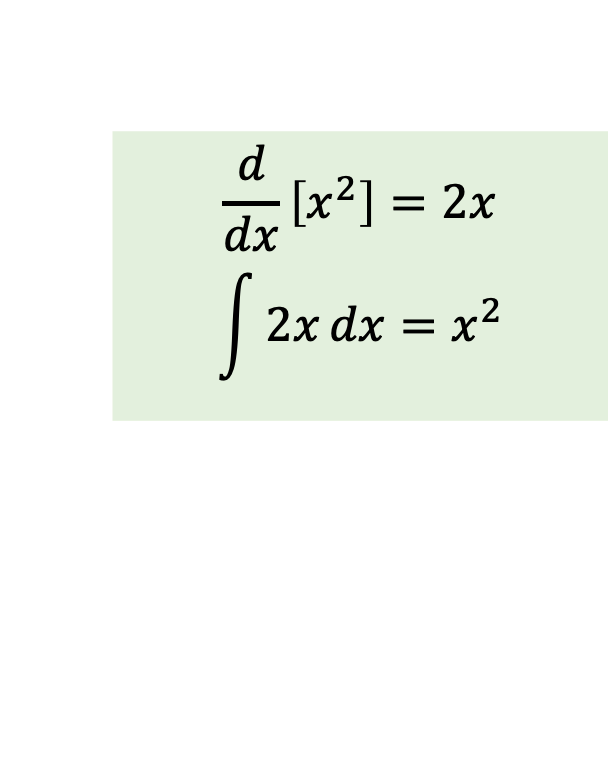 d/dx [x²] = 2x
∫ 2x dx = x²